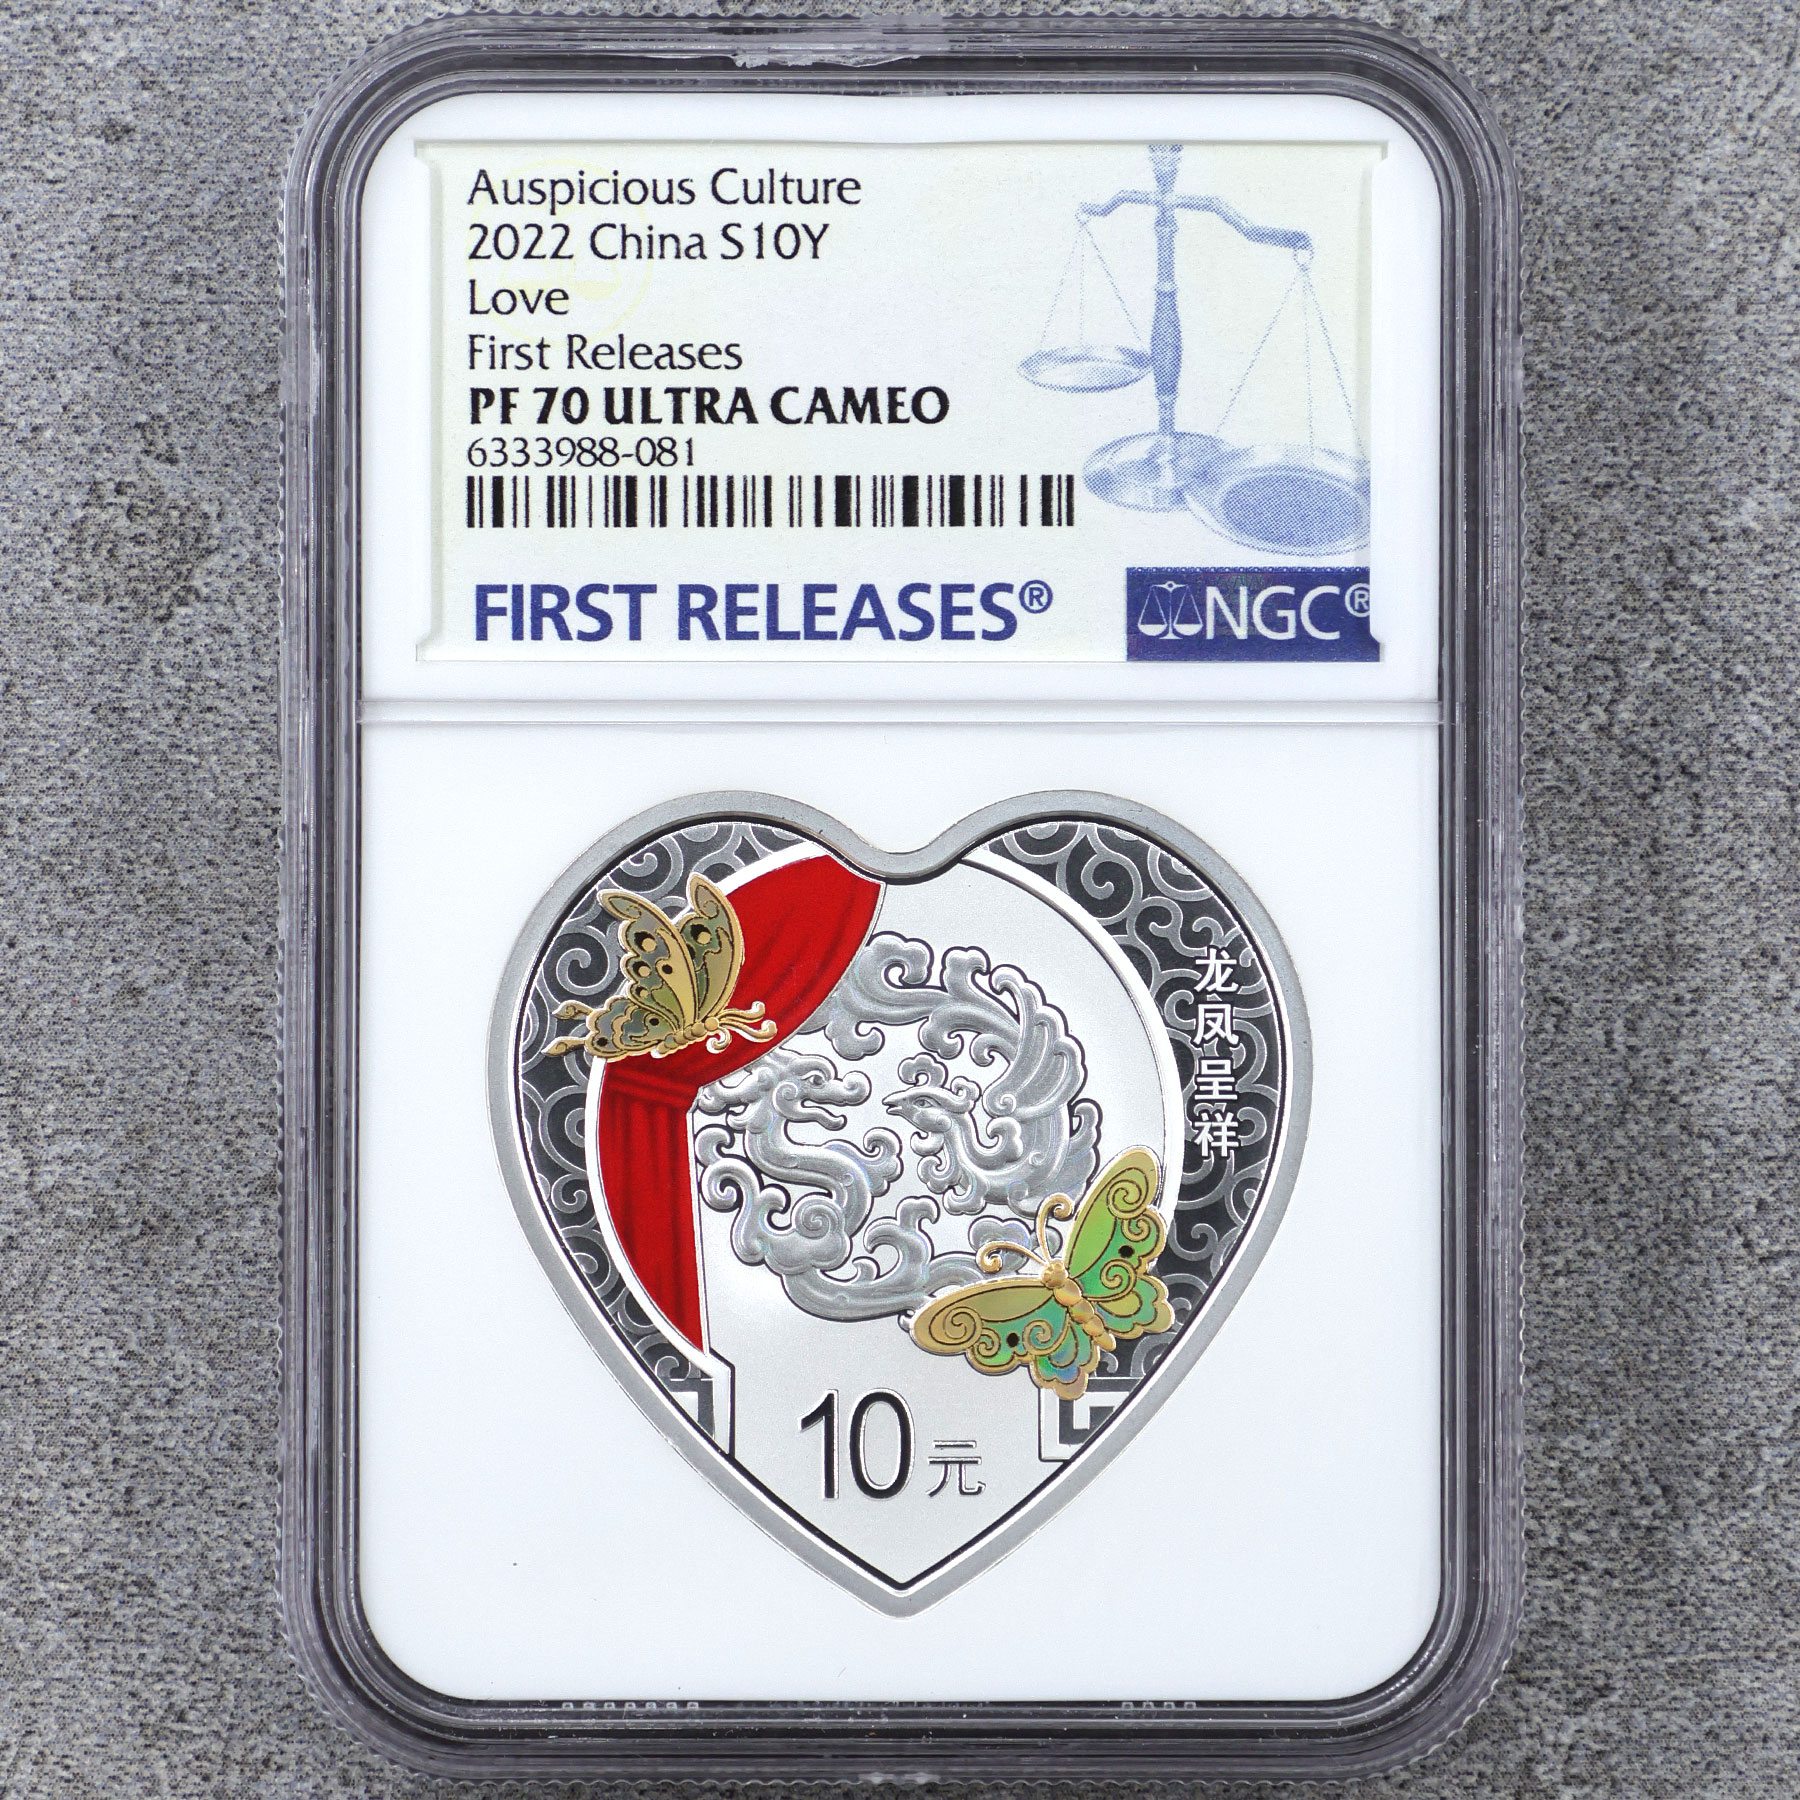 Auspicious Culture
2022 China S10Y
Love
First Releases
PF 70 ULTRA CAMEO
6333988-081
FIRST RELEASES®
NGC®
龙凤呈祥
10元